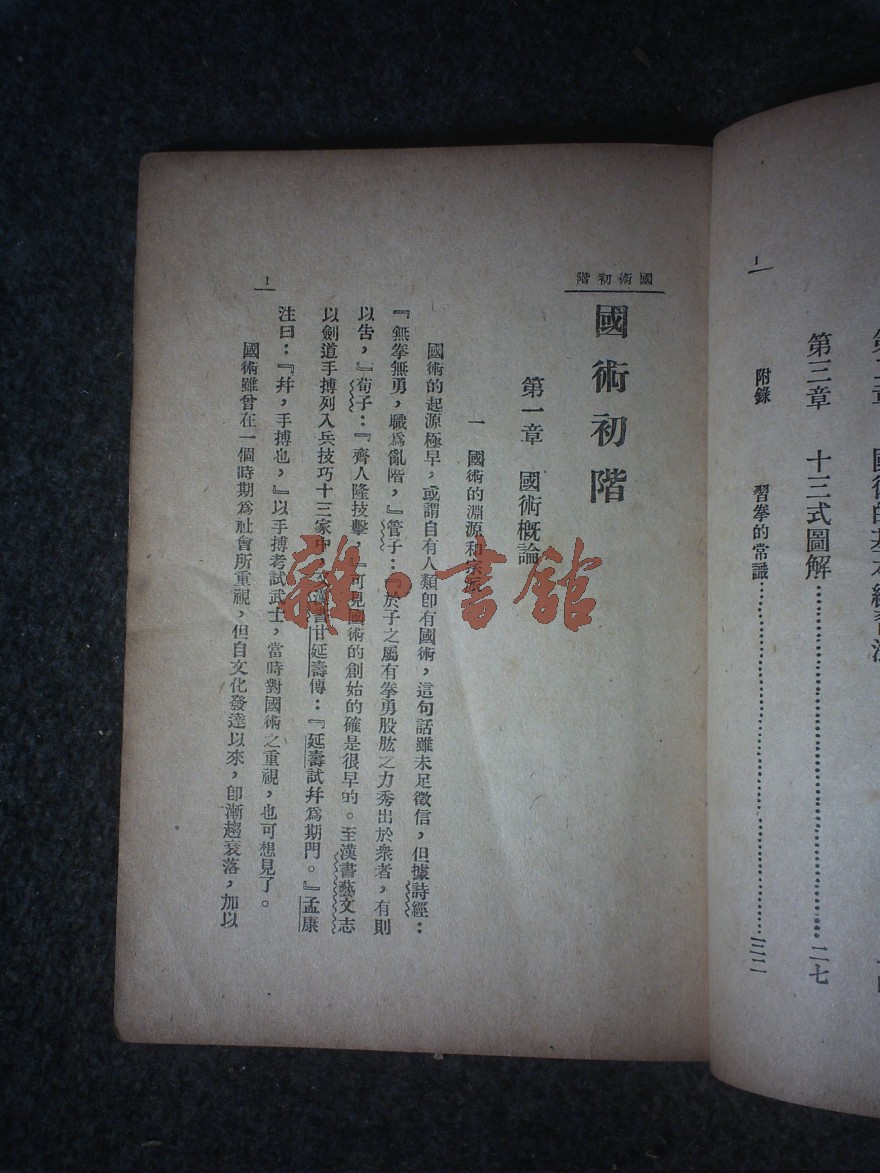 1
第三章 十三式圖解……二七
附錄 習拳的常識……三二
國術初階
國術初階
第一章 國術概論
一 國術的淵源和宗派
國術的起源極早，或謂自有人類卽有國術，這句話雖未足徵信，但據詩經：
『無拳無勇，職爲亂階，』管子：『於子之屬有拳勇股肱之力秀出於衆者，有則
以告，』荀子：『齊人隆技擊，』可見國術的創始的確是很早的。至漢書藝文志
以劍道手搏列入兵技巧十三家中，又漢書甘延壽傳：『延壽試弁爲期門。』孟康
注曰：『弁，手搏也，』以手搏考試武士，當時對國術之重視，也可想見了。
國術雖曾在一個時期爲社會所重視，但自文化發達以來，卽漸趨衰落，加以
1
雜·書館